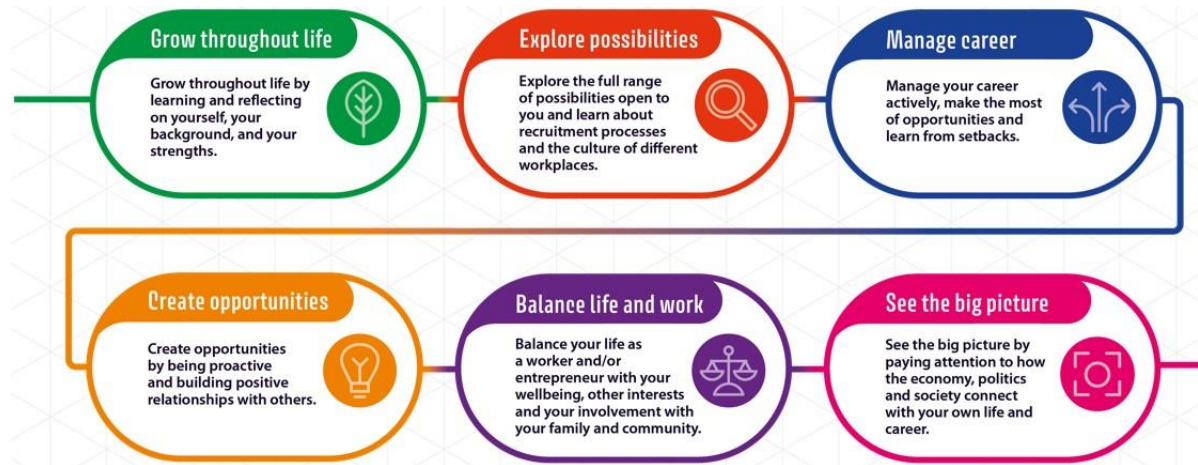 Grow throughout life
Grow throughout life by
learning and reflecting
on yourself, your
background, and your
strengths.
Explore possibilities
Explore the full range
of possibilities open to
you and learn about
recruitment processes
and the culture of different
workplaces.
Manage career
Manage your career
actively, make the most
of opportunities and
learn from setbacks.
Create opportunities
Create opportunities
by being proactive
and building positive
relationships with others.
Balance life and work
Balance your life as
a worker and/or
entrepreneur with your
wellbeing, other interests
and your involvement with
your family and community.
See the big picture
See the big picture by
paying attention to how
the economy, politics
and society connect
with your own life and
career.